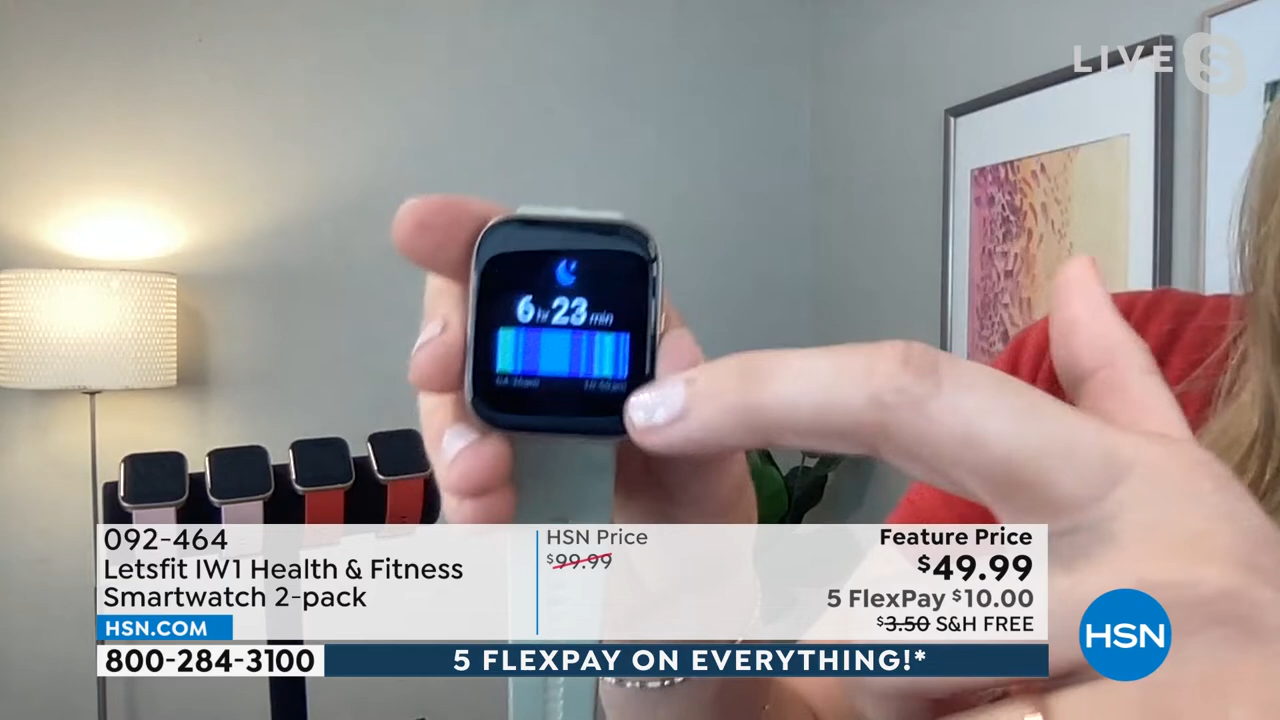 LIVE S
6 hr 23 min
092-464
Letsfit IW1 Health & Fitness
Smartwatch 2-pack
HSN.COM
800-284-3100
HSN Price
$99.99
Feature Price
$49.99
5 FlexPay $10.00
$3.50 S&H FREE
5 FLEXPAY ON EVERYTHING!*
HSN